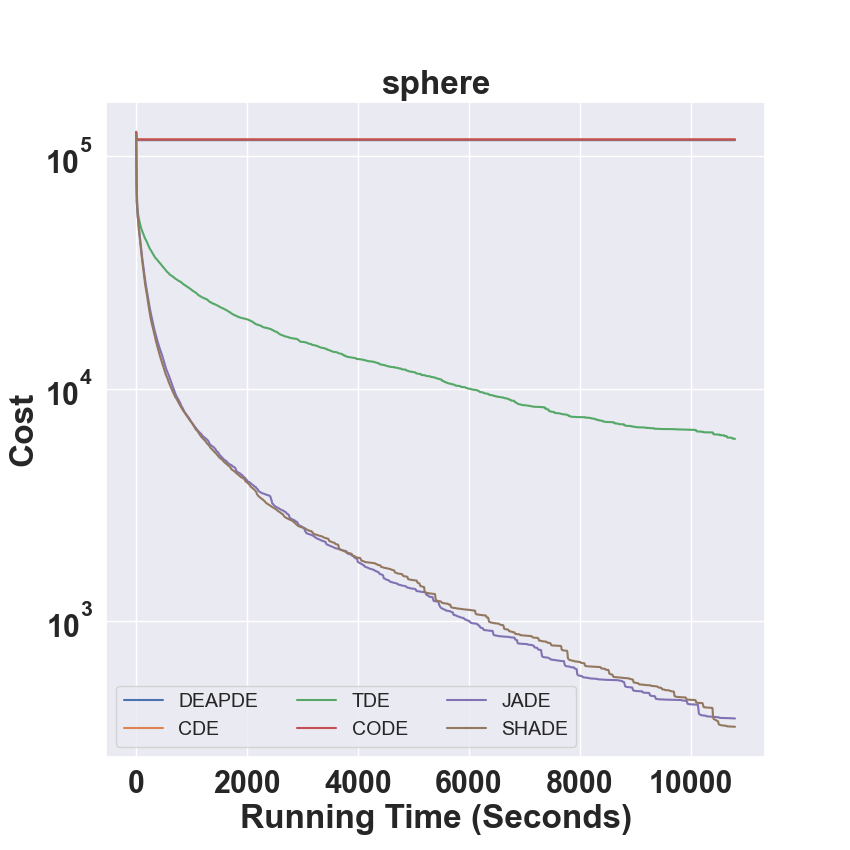 sphere
10^5
10^4
10^3
Cost
DEAPDE TDE JADE
CDE CODE SHADE
0 2000 4000 6000 8000 10000
Running Time (Seconds)